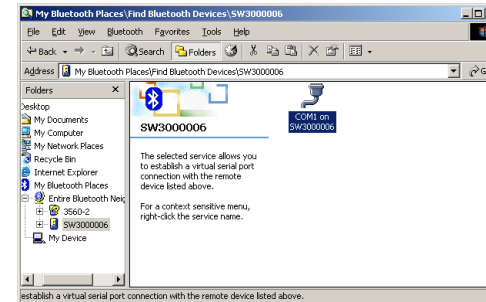 My Bluetooth Places\Find Bluetooth Devices\SW3000006
File Edit View Bluetooth Favorites Tools Help
Back Search Folders
Address My Bluetooth Places\Find Bluetooth Devices\SW3000006 G
Folders
Desktop
My Documents
My Computer
My Network Places
Recycle Bin
Internet Explorer
My Bluetooth Places
Entire Bluetooth Neig
3560-2
SW3000006
My Device
SW3000006
The selected service allows you
to establish a virtual serial port
connection with the remote
device listed above.
For a context sensitive menu,
right-click the service name.
COM1 on
SW3000006
establish a virtual serial port connection with the remote device listed above.